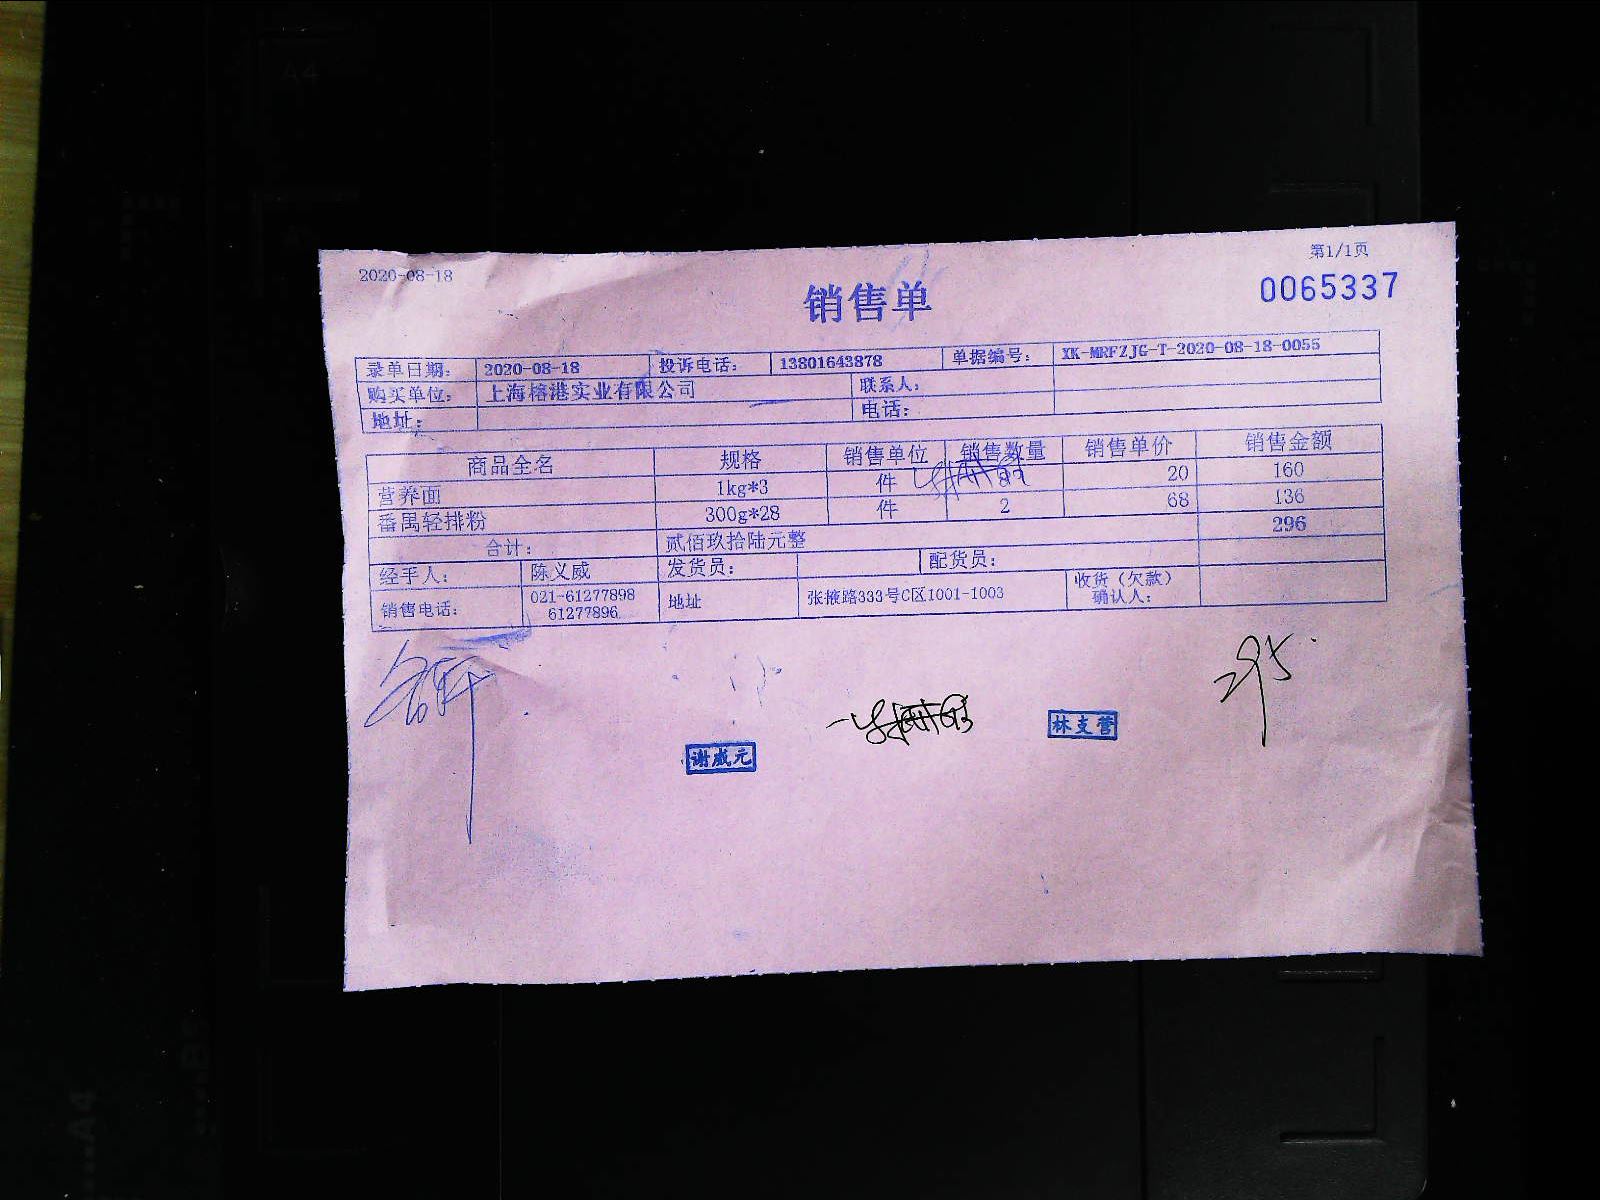 2020-08-18
第1/1页
销售单
0065337
录单日期: 2020-08-18 投诉电话: 13801643878 单据编号: XK-MRFZJG-T-2020-08-18-0055
购买单位: 上海榕港实业有限公司 联系人:
地址: 电话:
商品全名 规格 销售单位 销售数量 销售单价 销售金额
营养面 1kg*3 件 20 160
番禺轻排粉 300g*28 件 2 68 136
合计: 贰佰玖拾陆元整 296
经手人: 陈义威 发货员: 配货员:
销售电话: 021-61277898 61277896 地址 张掖路333号C区1001-1003 收货(欠款)确认人:
295
林支营
谢成元